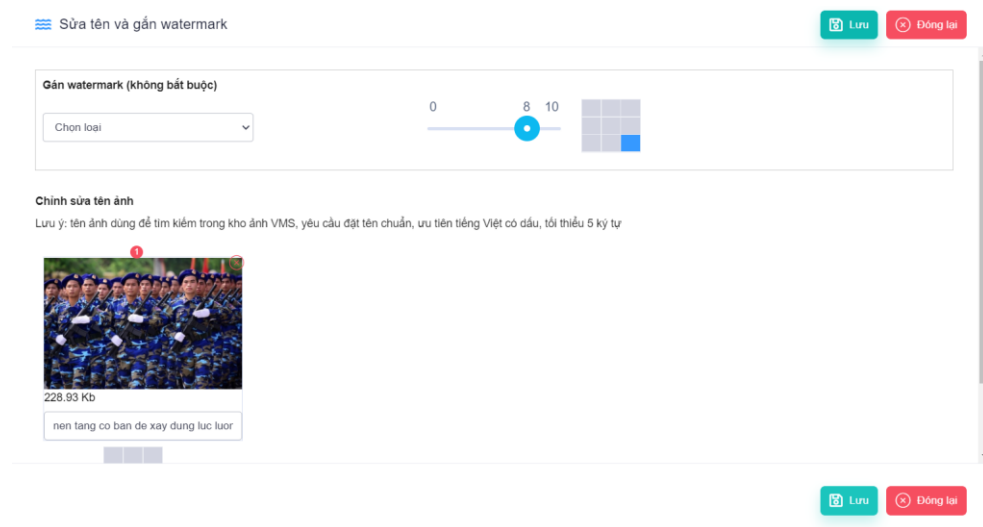 Sửa tên và gắn watermark
Lưu
Đóng lại
Gán watermark (không bắt buộc)
Chọn loại
0 8 10
Chỉnh sửa tên ảnh
Lưu ý: tên ảnh dùng để tìm kiếm trong kho ảnh VMS, yêu cầu đặt tên chuẩn, ưu tiên tiếng Việt có dấu, tối thiểu 5 ký tự
1
228.93 Kb
nen tang co ban de xay dung luc luor
Lưu
Đóng lại